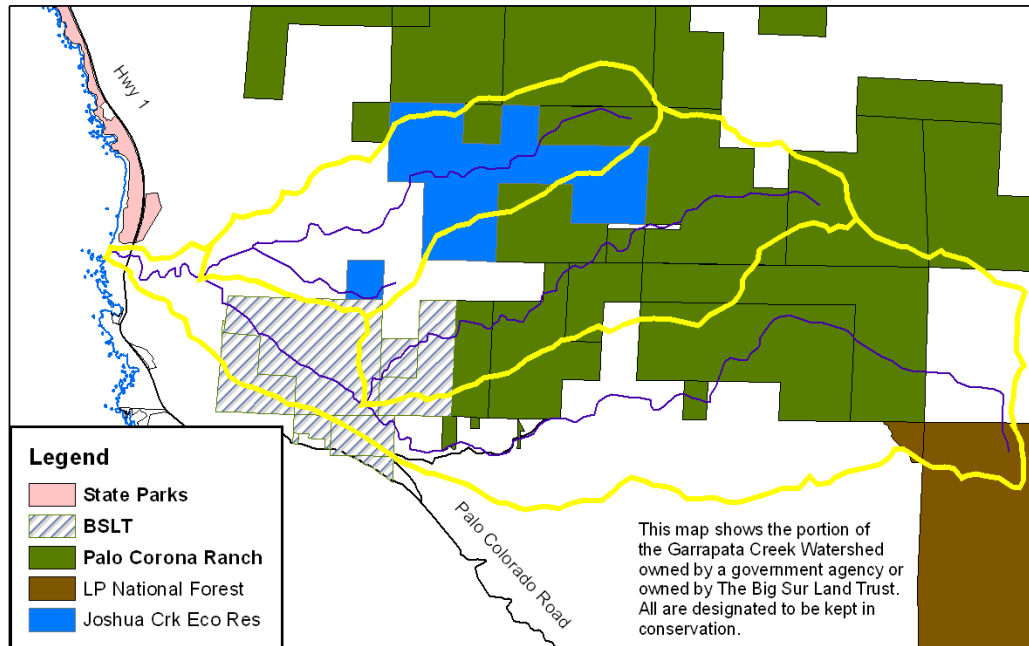 Hwy 1
Legend
State Parks
BSLT
Palo Corona Ranch
LP National Forest
Joshua Crk Eco Res
Palo Colorado Road
This map shows the portion of
the Garrapata Creek Watershed
owned by a government agency or
owned by The Big Sur Land Trust.
All are designated to be kept in
conservation.